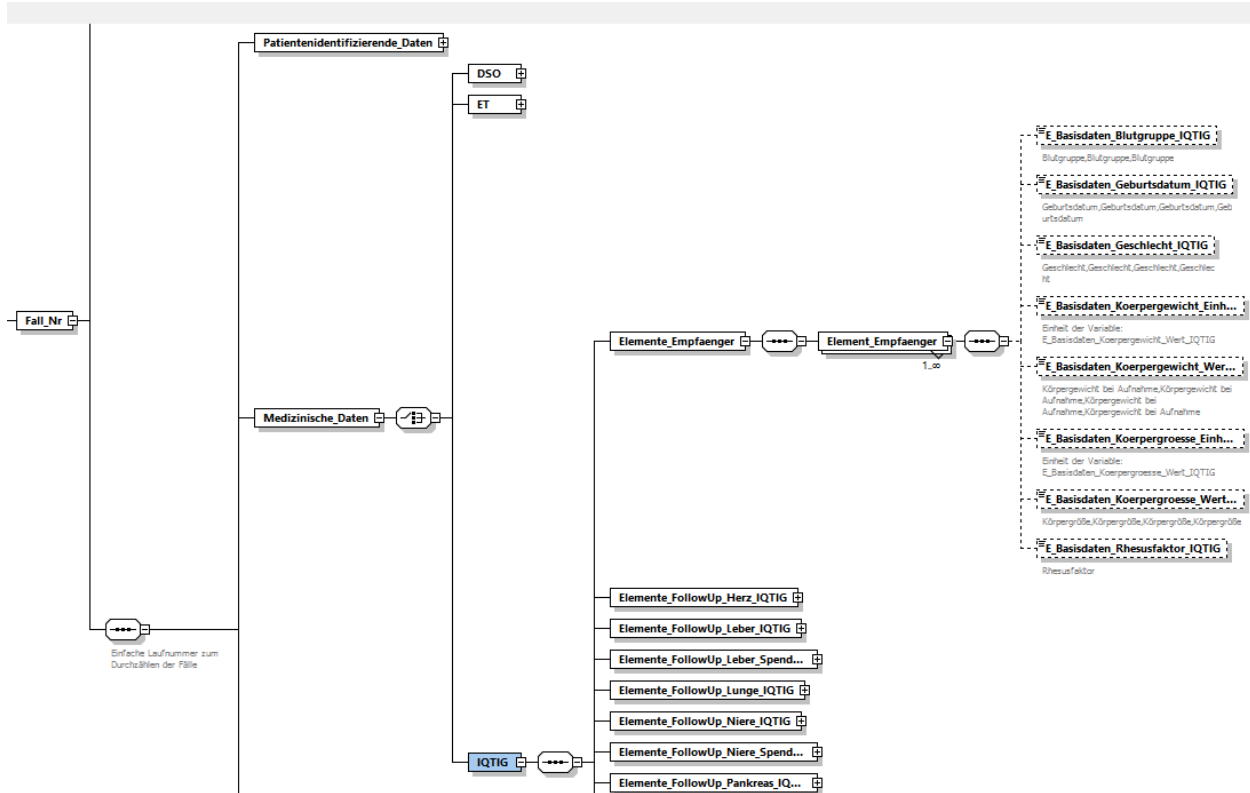 Patientenidentifizierende_Daten
DSO
ET
E_Basisdaten_Blutgruppe_IQTIG
Blutgruppe,Blutgruppe,Blutgruppe
E_Basisdaten_Geburtsdatum_IQTIG
Geburtsdatum,Geburtsdatum,Geburtsdatum,Geb
urtsdatum
E_Basisdaten_Geschlecht_IQTIG
Geschlecht,Geschlecht,Geschlecht,Geschlec
ht
E_Basisdaten_Koerpergewicht_Einh...
Einheit der Variable:
E_Basisdaten_Koerpergewicht_Wert_IQTIG
Fall_Nr
Elemente_Empfaenger
Element_Empfaenger
1..∞
E_Basisdaten_Koerpergewicht_Wer...
Körpergewicht bei Aufnahme,Körpergewicht bei
Aufnahme,Körpergewicht bei
Aufnahme,Körpergewicht bei Aufnahme
Medizinische_Daten
E_Basisdaten_Koerpergroesse_Einh...
Einheit der Variable:
E_Basisdaten_Koerpergroesse_Wert_IQTIG
E_Basisdaten_Koerpergroesse_Wert...
Körpergröße,Körpergröße,Körpergröße,Körpergröße
E_Basisdaten_Rhesusfaktor_IQTIG
Rhesusfaktor
Elemente_FollowUp_Herz_IQTIG
Elemente_FollowUp_Leber_IQTIG
Einfache Laufnummer zum
Durchzählen der Fälle
Elemente_FollowUp_Leber_Spend...
Elemente_FollowUp_Lunge_IQTIG
Elemente_FollowUp_Niere_IQTIG
Elemente_FollowUp_Niere_Spend...
IQTIG
Elemente_FollowUp_Pankreas_IQ...